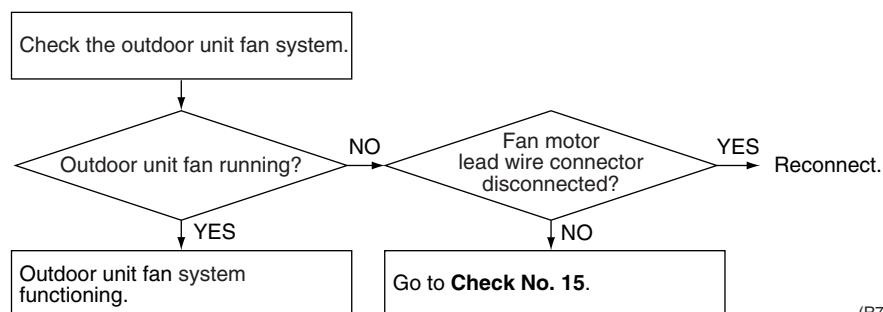 Check the outdoor unit fan system.
Outdoor unit fan running?
NO
Fan motor
lead wire connector
disconnected?
YES
Reconnect.
YES
NO
Outdoor unit fan system
functioning.
Go to Check No. 15.